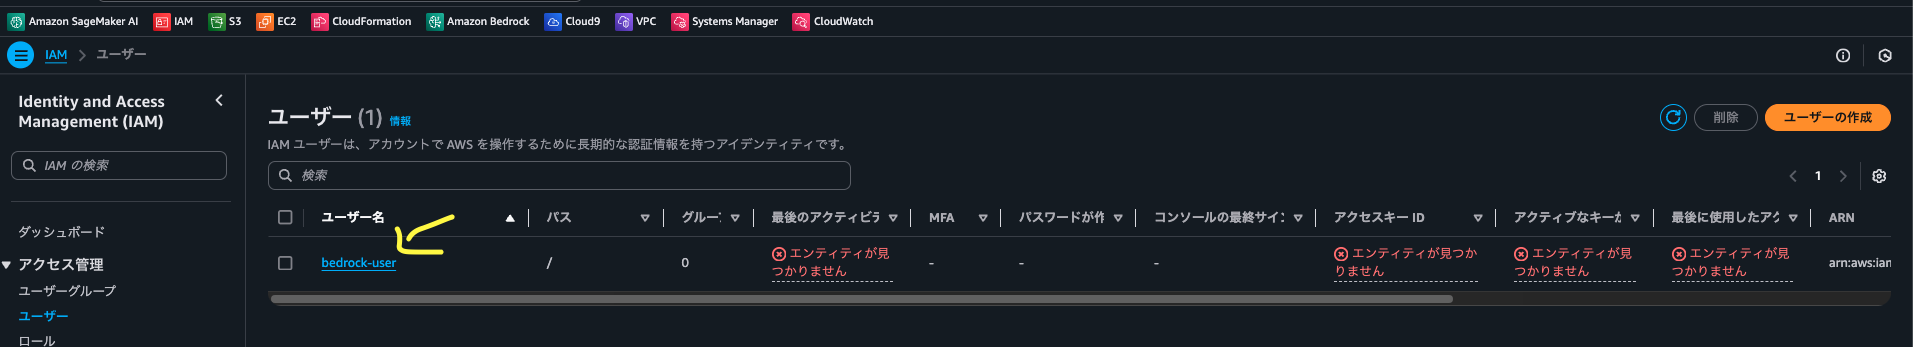 Amazon SageMaker AI IAM S3 EC2 CloudFormation Amazon Bedrock Cloud9 VPC Systems Manager CloudWatch
IAM > ユーザー
Identity and Access
Management (IAM)
IAM の検索
ダッシュボード
アクセス管理
ユーザーグループ
ユーザー
ロール
ユーザー (1) 情報
削除
ユーザーの作成
IAM ユーザーは、アカウントで AWS を操作するために長期的な認証情報を持つアイデンティティです。
検索
1
ユーザー名 パス グループ 最後のアクティビテ MFA パスワードが作 コンソールの最終サイン アクセスキー ID アクティブなキーか 最後に使用したアク ARN
bedrock-user / 0 エンティティが見つかりません - - - エンティティが見つかりません エンティティが見つかりません エンティティが見つかりません arn:aws:iam